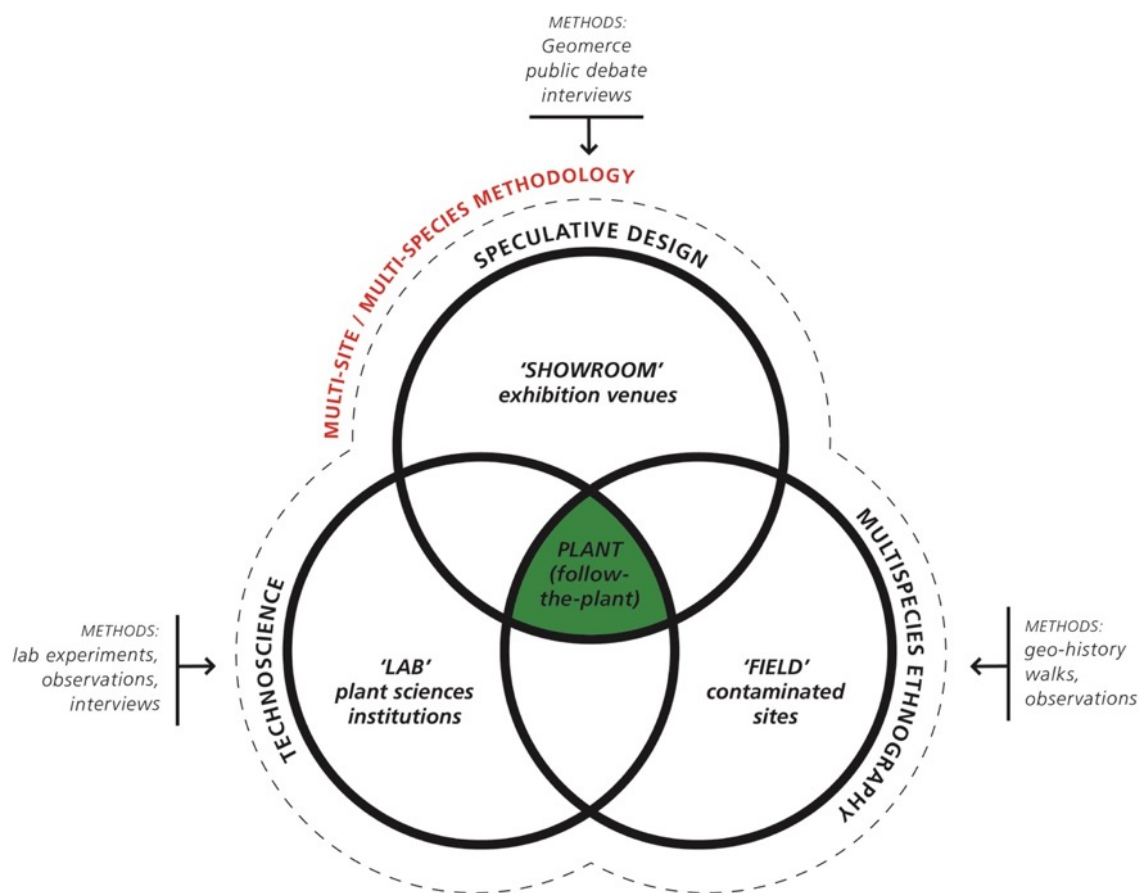 METHODS:
Geomerce
public debate
interviews
MULTI-SITE / MULTI-SPECIES METHODOLOGY
SPECULATIVE DESIGN
‘SHOWROOM’
exhibition venues
PLANT
(follow-
the-plant)
TECHNOSCIENCE
MULTISPECIES ETHNOGRAPHY
METHODS:
lab experiments,
observations,
interviews
‘LAB’
plant sciences
institutions
‘FIELD’
contaminated
sites
METHODS:
geo-history
walks,
observations